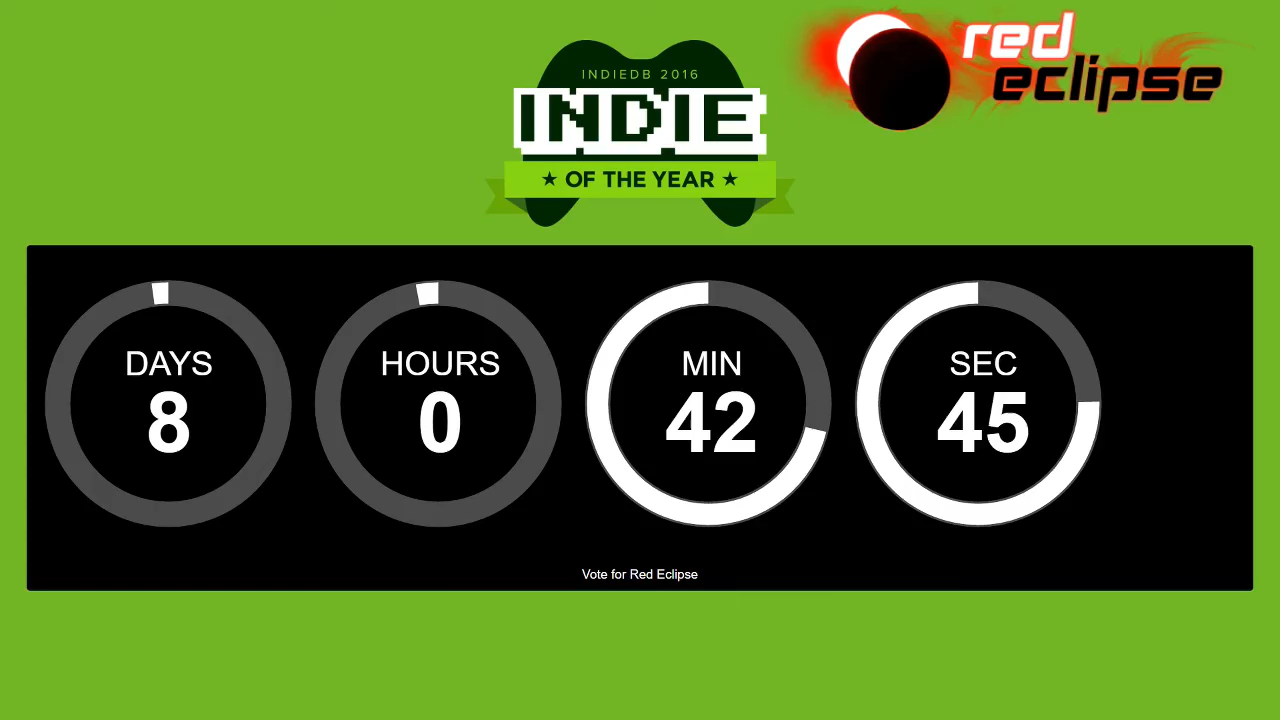 INDIEDB 2016
INDIE
★ OF THE YEAR ★
red
eclipse
DAYS
8
HOURS
0
MIN
42
SEC
45
Vote for Red Eclipse